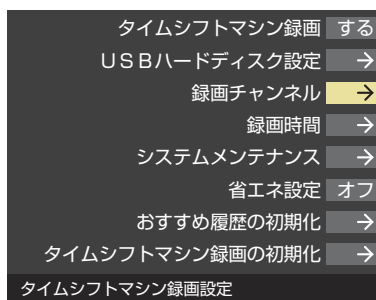 タイムシフトマシン録画 する
ＵＳＢハードディスク設定 →
録画チャンネル →
録画時間 →
システムメンテナンス →
省エネ設定 オフ
おすすめ履歴の初期化 →
タイムシフトマシン録画の初期化 →
タイムシフトマシン録画設定